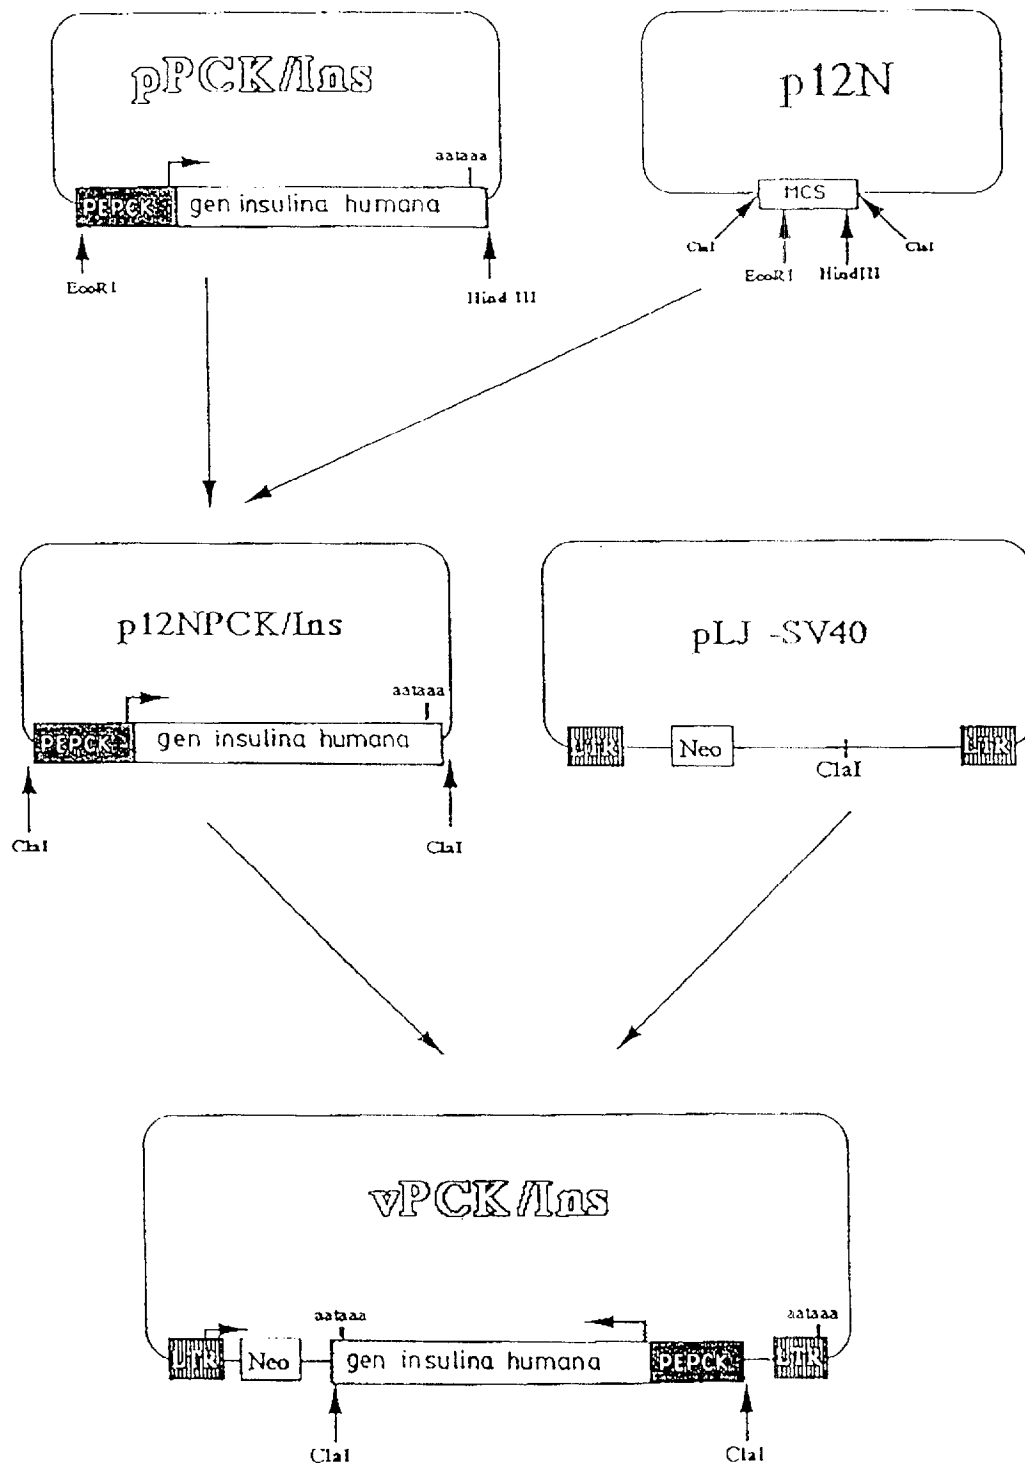 pPCK/Ins
p12N
aataaa
PEPCK
gen insulina humana
MCS
ClaI
ClaI
EcoRI
HindIII
EcoRI
Hind III
p12NPCK/Ins
pLJ -SV40
aataaa
PEPCK
gen insulina humana
LTR
Neo
LTR
ClaI
ClaI
ClaI
vPCK/Ins
aataaa
aataaa
LTR
Neo
gen insulina humana
PEPCK
LTR
ClaI
ClaI